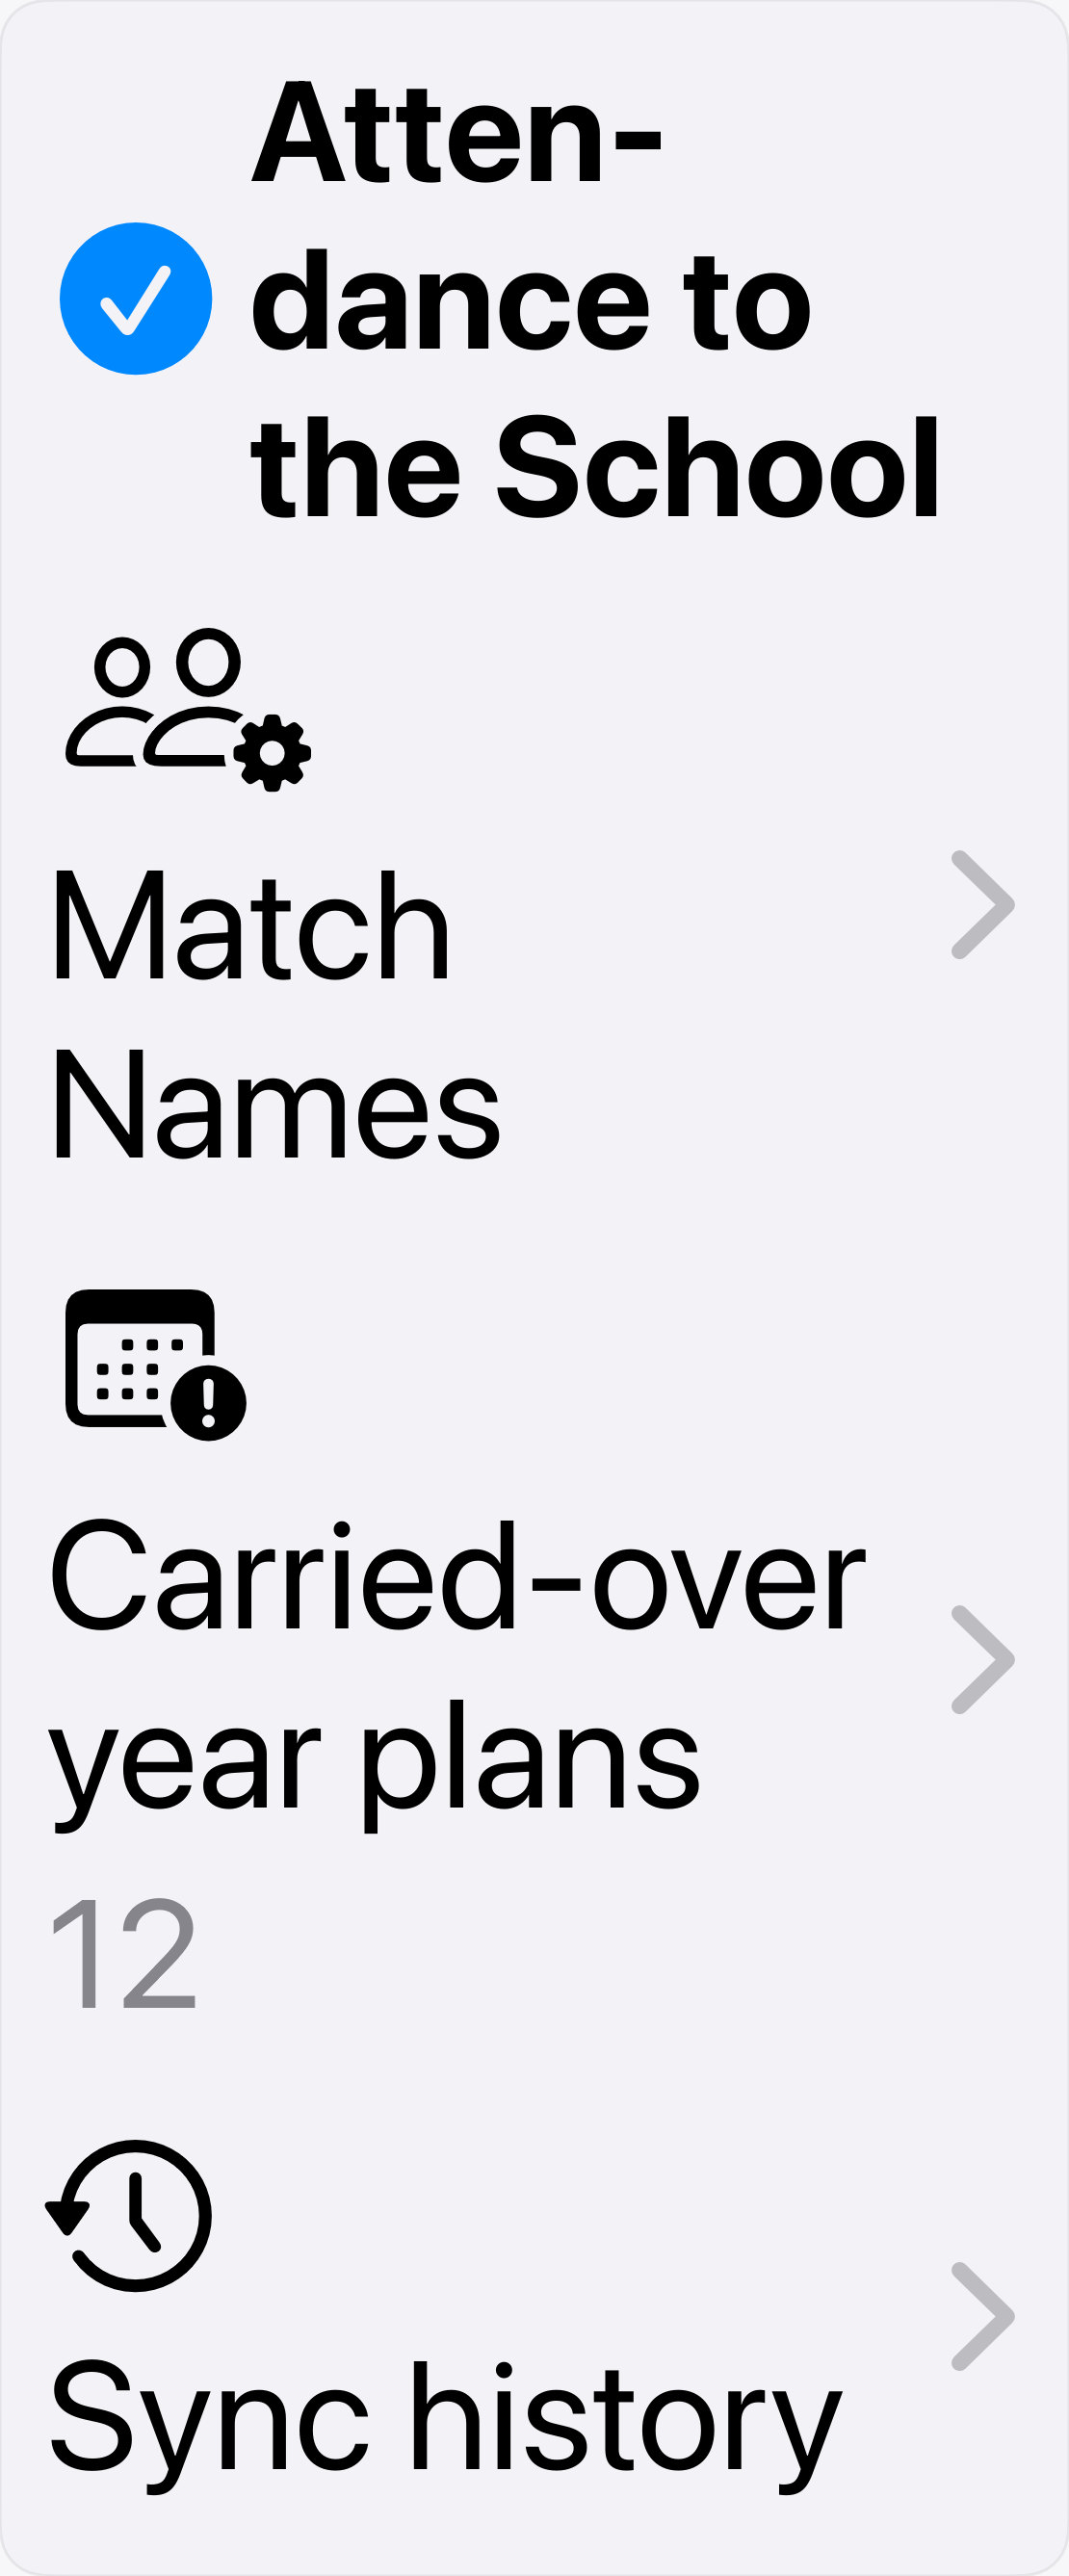 Atten-
dance to
the School
Match
Names
Carried-over
year plans
12
Sync history